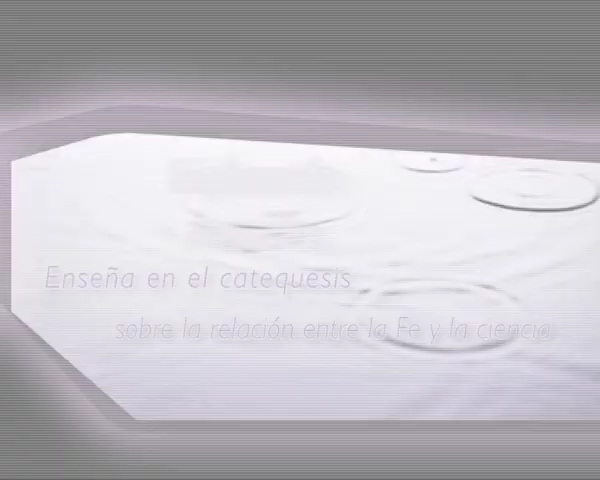 Enseña en el catequesis
sobre la relación entre la Fe y la ciencia.